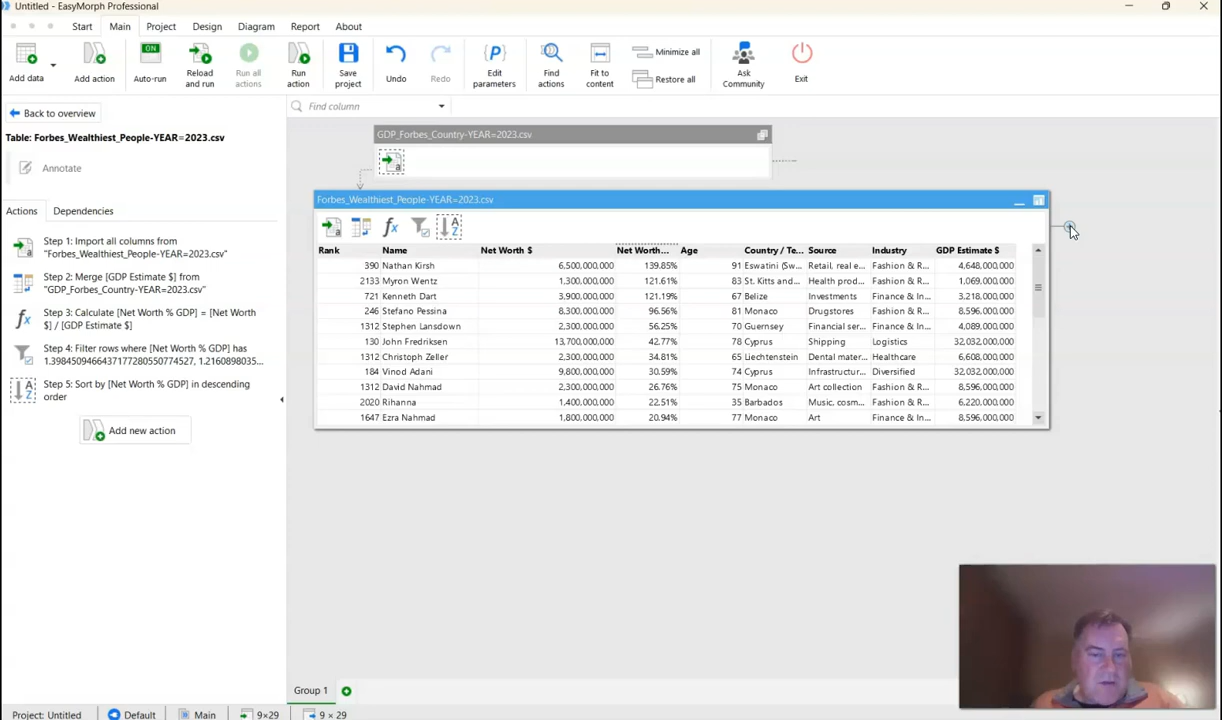 Untitled - EasyMorph Professional
Start Main Project Design Diagram Report About
Add data
Add action
ON
Auto-run
Reload and run
Run all actions
Run action
Save project
Undo
Redo
P
Edit parameters
Find actions
Fit to content
Minimize all
Restore all
Ask Community
Exit
Back to overview
Find column
Table: Forbes_Wealthiest_People-YEAR=2023.csv
Annotate
Actions Dependencies
Step 1: Import all columns from
"Forbes_Wealthiest_People-YEAR=2023.csv"
Step 2: Merge [GDP Estimate $] from
"GDP_Forbes_Country-YEAR=2023.csv"
Step 3: Calculate [Net Worth % GDP] = [Net Worth
$] / [GDP Estimate $]
Step 4: Filter rows where [Net Worth % GDP] has
1.39845094664371772805507745​27, 1.2160898035...
Step 5: Sort by [Net Worth % GDP] in descending
order
Add new action
GDP_Forbes_Country-YEAR=2023.csv
Forbes_Wealthiest_People-YEAR=2023.csv
Rank Name Net Worth $ Net Worth... Age Country / Te... Source Industry GDP Estimate $
390 Nathan Kirsh 6,500,000,000 139.85% 91 Eswatini (Sw... Retail, real e... Fashion & R... 4,648,000,000
2133 Myron Wentz 1,300,000,000 121.61% 83 St. Kitts and... Health prod... Fashion & R... 1,069,000,000
721 Kenneth Dart 3,900,000,000 121.19% 67 Belize Investments Finance & In... 3,218,000,000
246 Stefano Pessina 8,300,000,000 96.56% 81 Monaco Drugstores Fashion & R... 8,596,000,000
1312 Stephen Lansdown 2,300,000,000 56.25% 70 Guernsey Financial ser... Finance & In... 4,089,000,000
130 John Fredriksen 13,700,000,000 42.77% 78 Cyprus Shipping Logistics 32,032,000,000
1312 Christoph Zeller 2,300,000,000 34.81% 65 Liechtenstein Dental mater... Healthcare 6,608,000,000
184 Vinod Adani 9,800,000,000 30.59% 74 Cyprus Infrastructur... Diversified 32,032,000,000
1312 David Nahmad 2,300,000,000 26.76% 75 Monaco Art collection Fashion & R... 8,596,000,000
2020 Rihanna 1,400,000,000 22.51% 35 Barbados Music, cosm... Fashion & R... 6,220,000,000
1647 Ezra Nahmad 1,800,000,000 20.94% 77 Monaco Art Finance & In... 8,596,000,000
Group 1
Project: Untitled Default Main 9×29 9 × 29